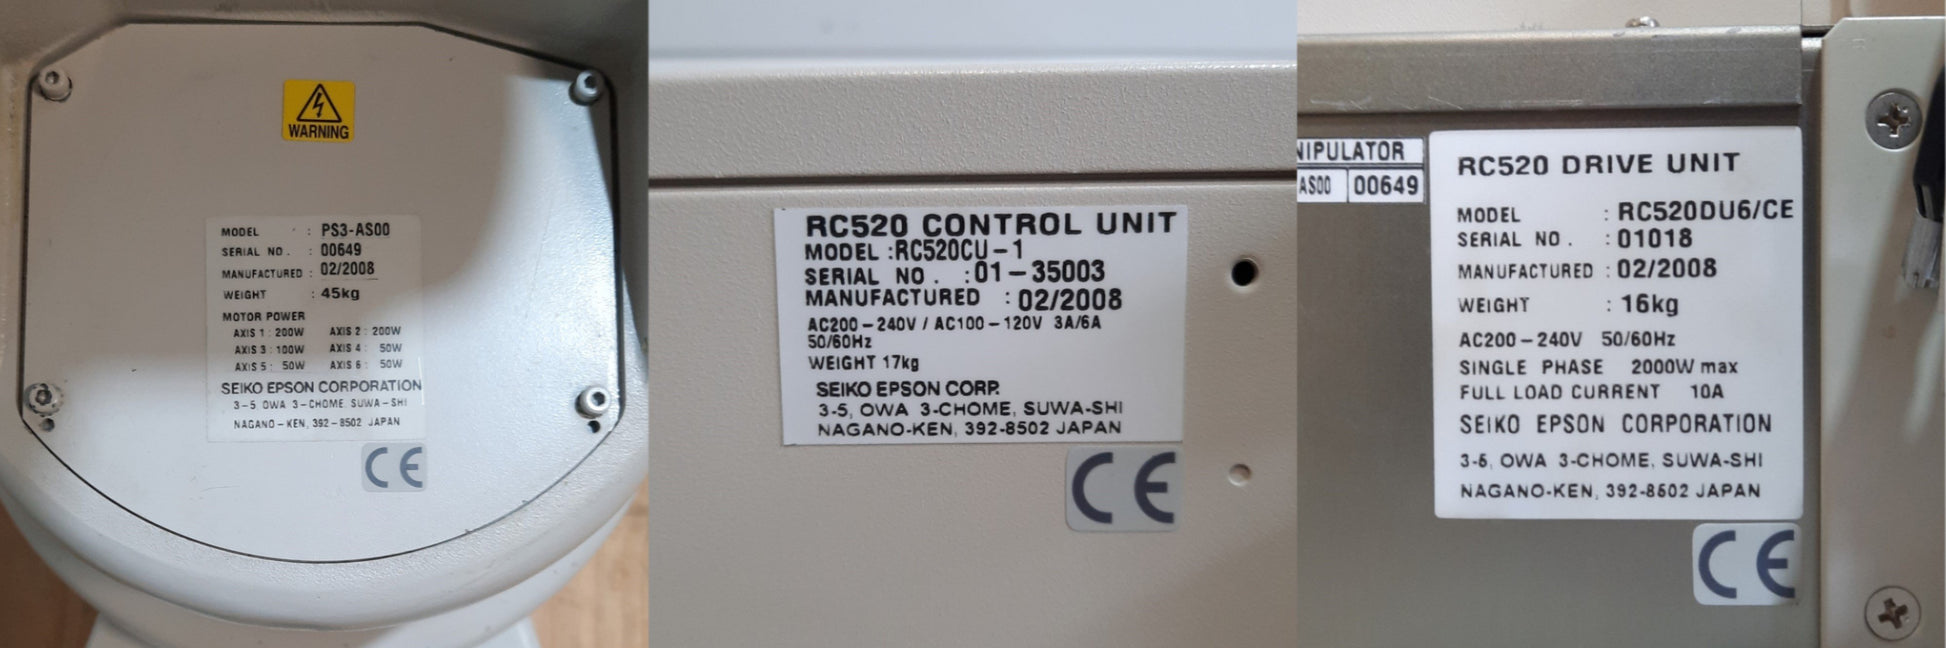 WARNING
MODEL : PS3-AS00
SERIAL NO. : 00649
MANUFACTURED : 02/2008
WEIGHT : 45kg
MOTOR POWER
AXIS 1 : 200W AXIS 2 : 200W
AXIS 3 : 100W AXIS 4 : 50W
AXIS 5 : 50W AXIS 6 : 50W
SEIKO EPSON CORPORATION
3-5, OWA 3-CHOME, SUWA-SHI
NAGANO-KEN, 392-8502 JAPAN
CE
RC520 CONTROL UNIT
MODEL :RC520CU-1
SERIAL NO. :01-35003
MANUFACTURED :02/2008
AC200-240V / AC100-120V 3A/6A
50/60Hz
WEIGHT 17kg
SEIKO EPSON CORP.
3-5, OWA 3-CHOME, SUWA-SHI
NAGANO-KEN, 392-8502 JAPAN
CE
NIPULATOR
AS00 00649
RC520 DRIVE UNIT
MODEL : RC520DU6/CE
SERIAL NO. : 01018
MANUFACTURED : 02/2008
WEIGHT : 16kg
AC200-240V 50/60Hz
SINGLE PHASE 2000W max
FULL LOAD CURRENT 10A
SEIKO EPSON CORPORATION
3-5, OWA 3-CHOME, SUWA-SHI
NAGANO-KEN, 392-8502 JAPAN
CE